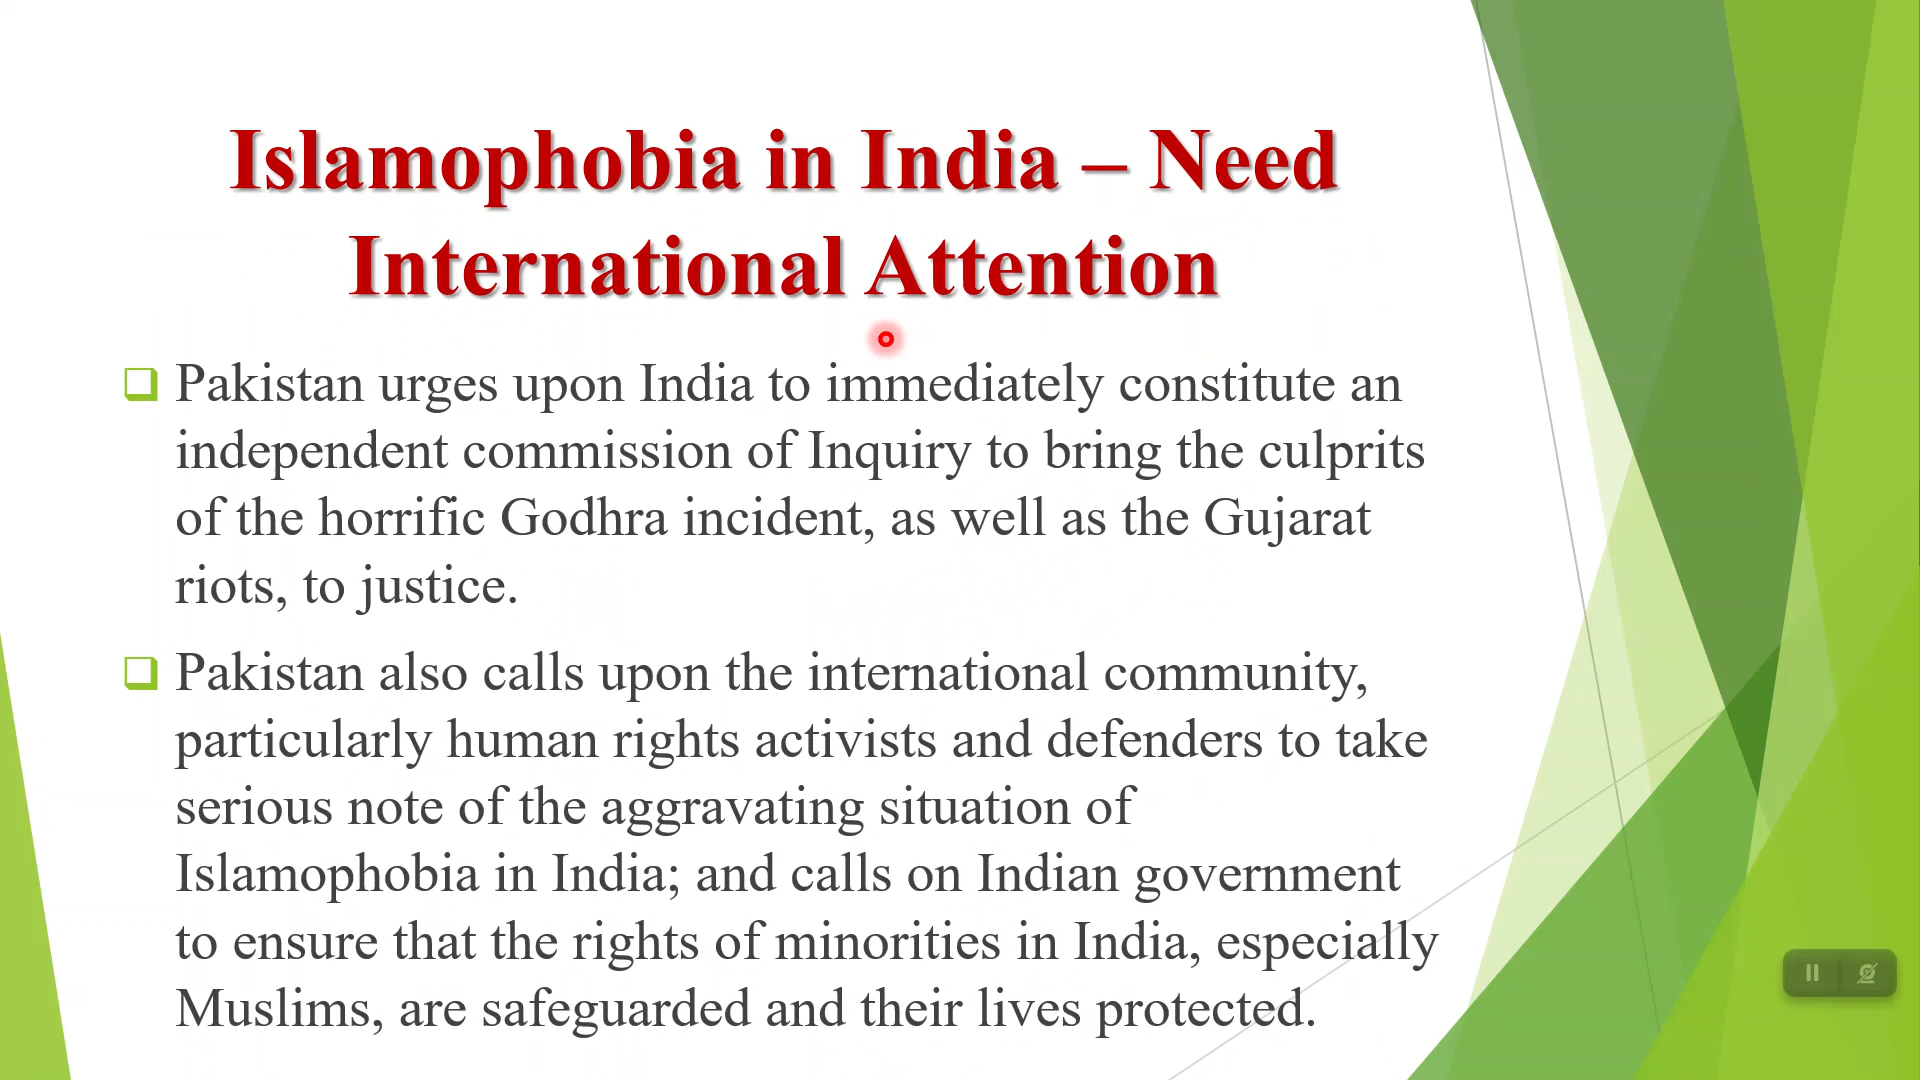 Islamophobia in India – Need
International Attention
Pakistan urges upon India to immediately constitute an
independent commission of Inquiry to bring the culprits
of the horrific Godhra incident, as well as the Gujarat
riots, to justice.
Pakistan also calls upon the international community,
particularly human rights activists and defenders to take
serious note of the aggravating situation of
Islamophobia in India; and calls on Indian government
to ensure that the rights of minorities in India, especially
Muslims, are safeguarded and their lives protected.